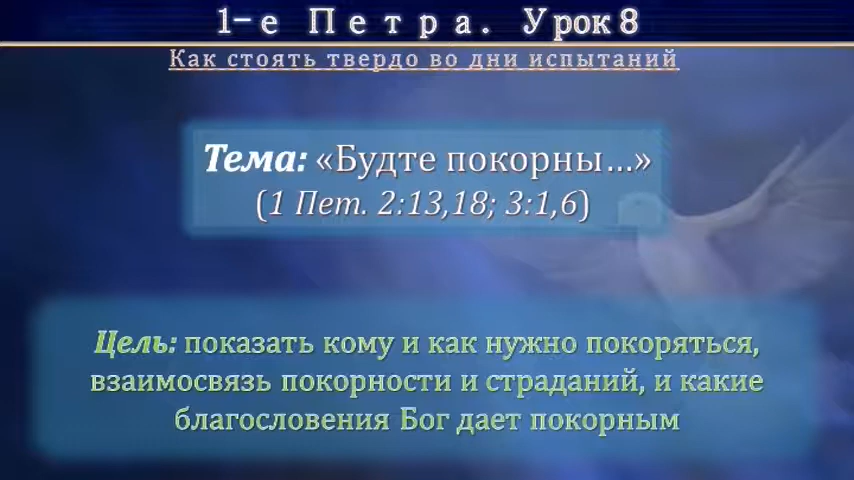 1-е Петра. Урок 8
Как стоять твердо во дни испытаний
Тема: «Будте покорны...»
(1 Пет. 2:13,18; 3:1,6)
Цель: показать кому и как нужно покоряться,
взаимосвязь покорности и страданий, и какие
благословения Бог дает покорным